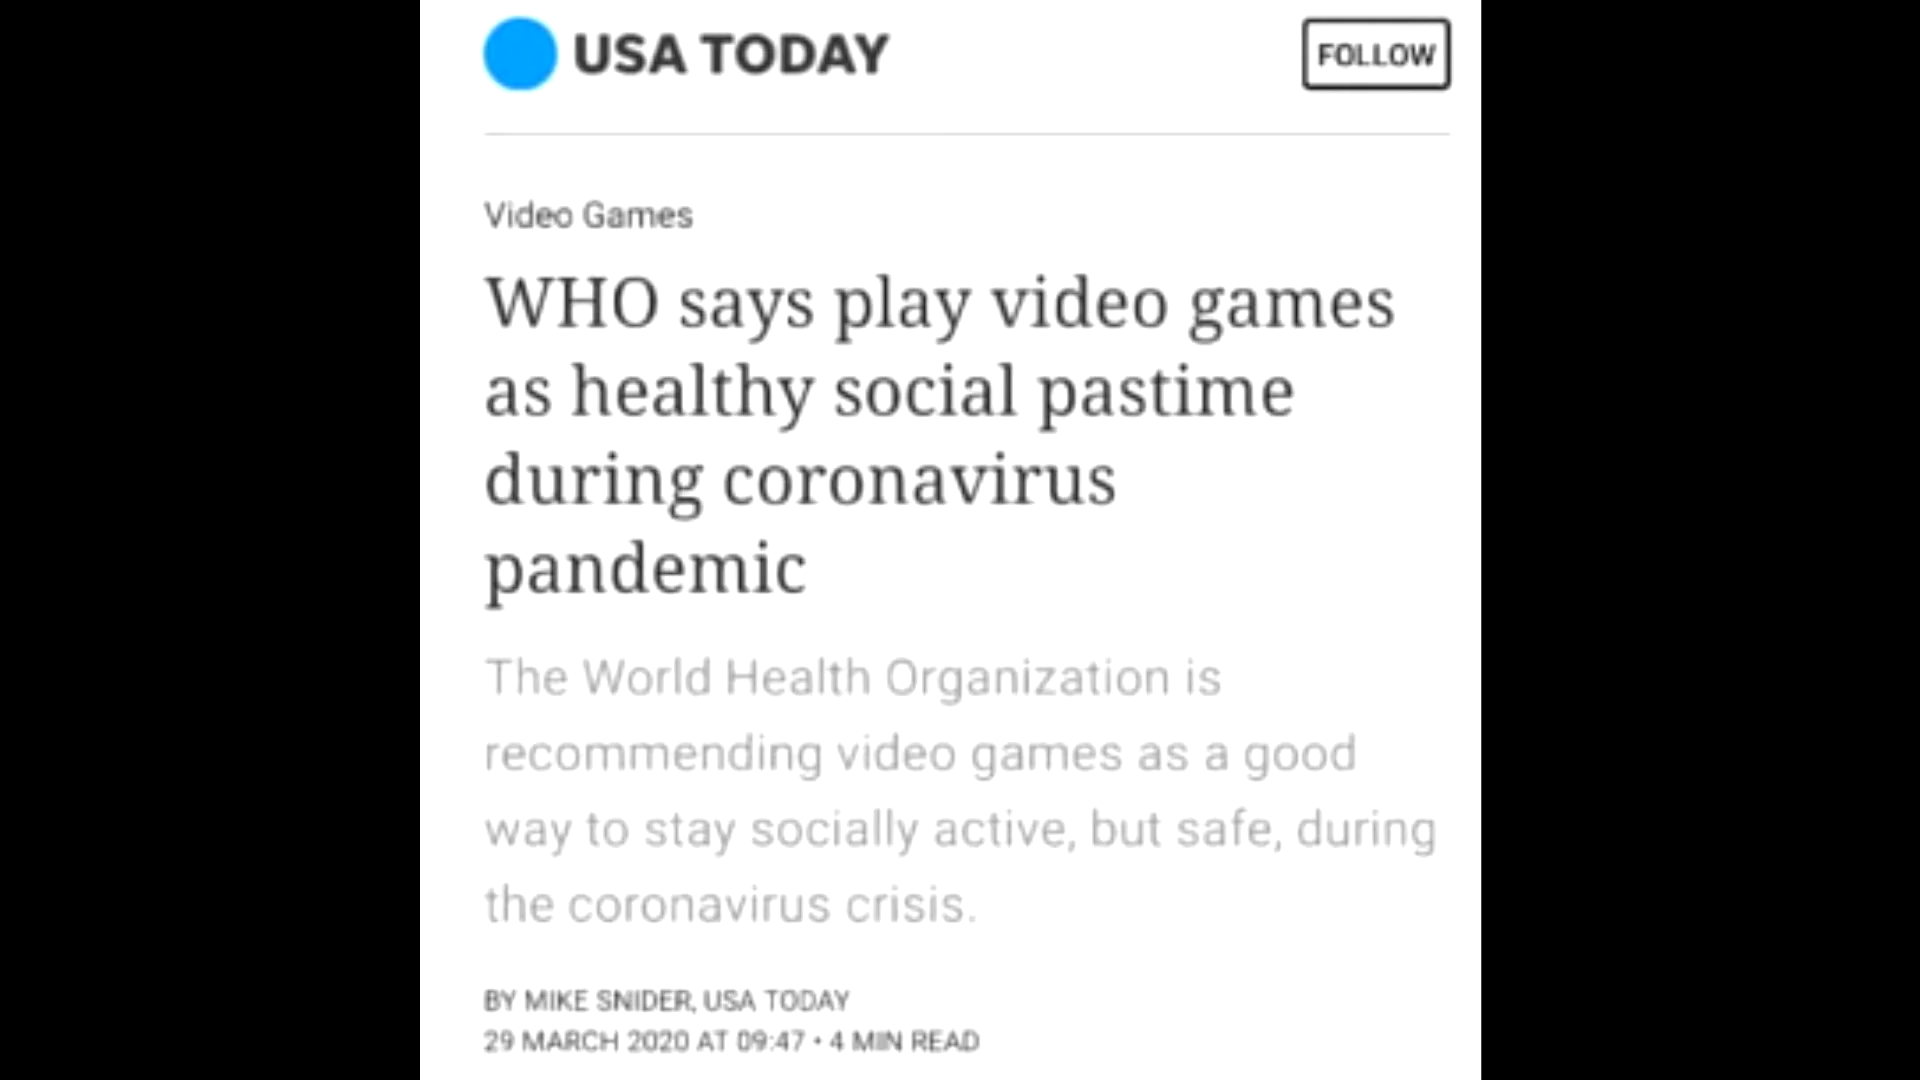 USA TODAY
FOLLOW
Video Games
WHO says play video games
as healthy social pastime
during coronavirus
pandemic
The World Health Organization is
recommending video games as a good
way to stay socially active, but safe, during
the coronavirus crisis.
BY MIKE SNIDER, USA TODAY
29 MARCH 2020 AT 09:47 • 4 MIN READ